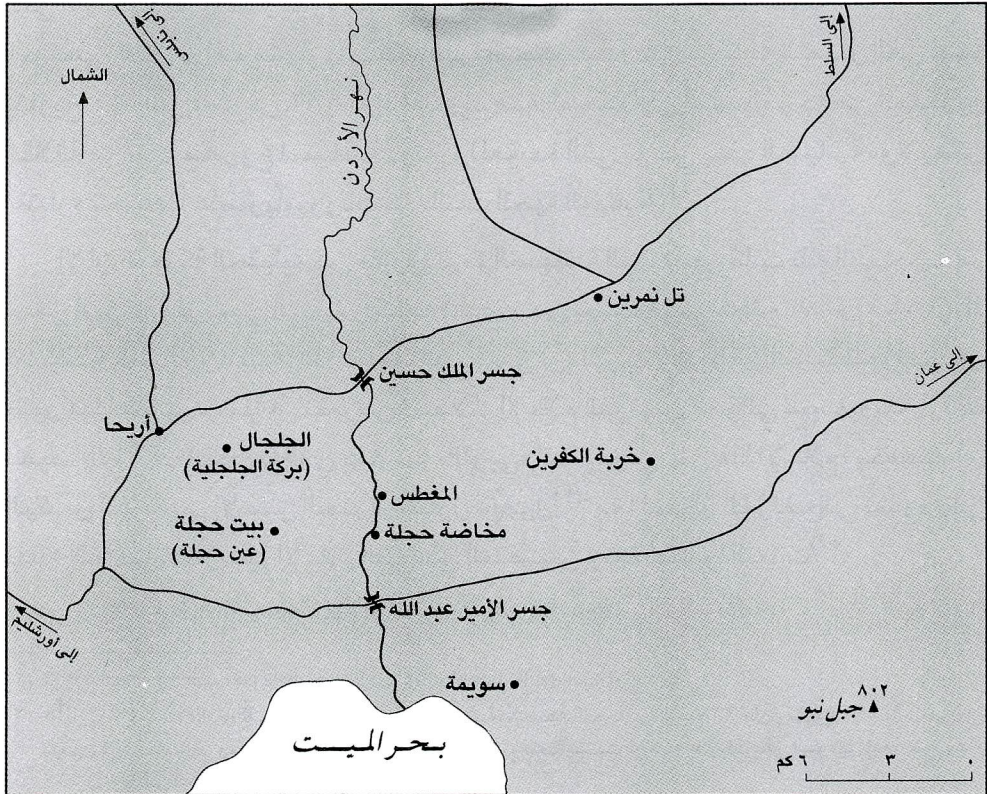 إلى نابلس
إلى السلط
الشمال
نهر الأردن
تل نمرين
إلى عمان
جسر الملك حسين
أريحا
الجلجال
(بركة الجلجلية)
خربة الكفرين
المغطس
بيت حجلة
(عين حجلة)
مخاضة حجلة
جسر الأمير عبد الله
إلى أورشليم
سويمة
٨٠٢
جبل نبو
بحر الميت
٦ كم ٣ ٠